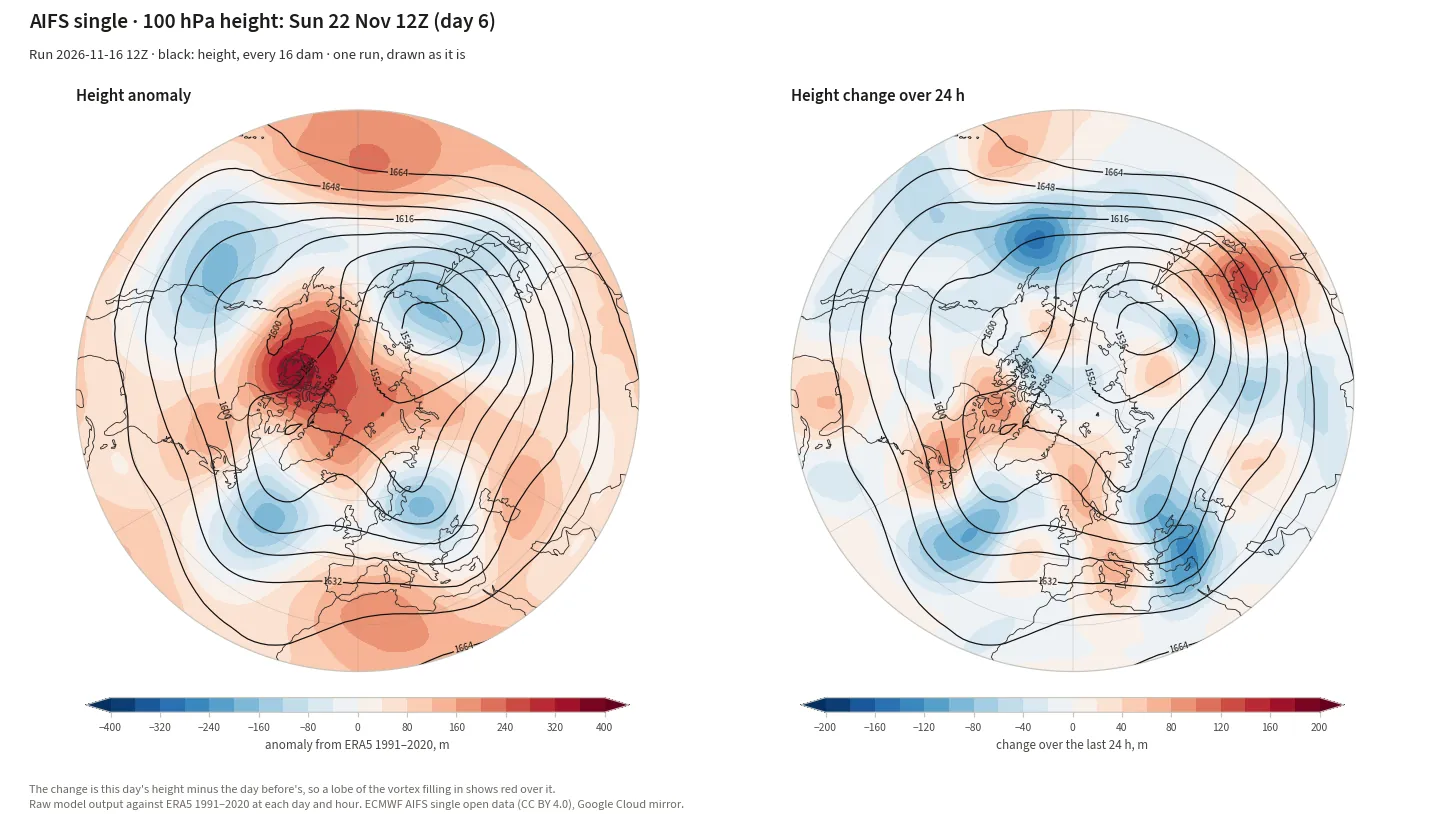 AIFS single · 100 hPa height: Sun 22 Nov 12Z (day 6)
Run 2026-11-16 12Z · black: height, every 16 dam · one run, drawn as it is
Height anomaly
1664
1648
1616
1600
1536
1552
1568
1600
1632
1664
−400 −320 −240 −160 −80 0 80 160 240 320 400
anomaly from ERA5 1991–2020, m
Height change over 24 h
1664
1648
1616
1600
1536
1552
1568
1600
1632
1664
−200 −160 −120 −80 −40 0 40 80 120 160 200
change over the last 24 h, m
The change is this day's height minus the day before's, so a lobe of the vortex filling in shows red over it.
Raw model output against ERA5 1991–2020 at each day and hour. ECMWF AIFS single open data (CC BY 4.0), Google Cloud mirror.